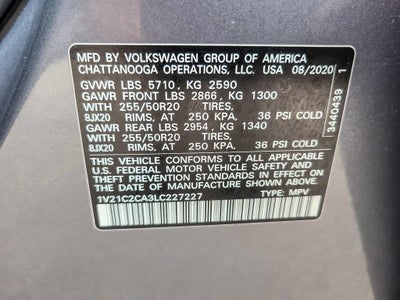 MFD BY VOLKSWAGEN GROUP OF AMERICA
CHATTANOOGA OPERATIONS, LLC. USA 08/2020
GVWR LBS 5710, KG 2590
GAWR FRONT LBS 2866, KG 1300
WITH 255/50R20 TIRES,
8JX20 RIMS, AT 250 KPA, 36 PSI COLD
GAWR REAR LBS 2954, KG 1340
WITH 255/50R20 TIRES,
8JX20 RIMS, AT 250 KPA, 36 PSI COLD
THIS VEHICLE CONFORMS TO ALL APPLICABLE
U.S. FEDERAL MOTOR VEHICLE SAFETY
STANDARDS IN EFFECT ON THE DATE OF
MANUFACTURE SHOWN ABOVE.
1V21C2CA3LC227227 TYPE: MPV
3440439 1